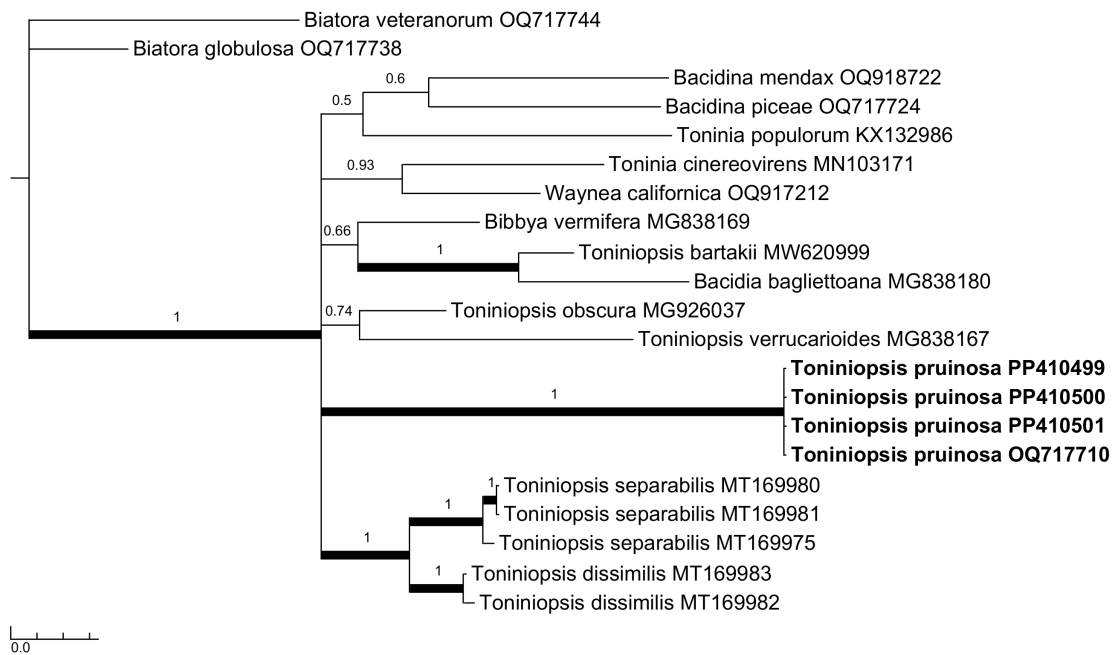 Biatora veteranorum OQ717744
Biatora globulosa OQ717738
0.6
Bacidina mendax OQ918722
0.5
Bacidina piceae OQ717724
Toninia populorum KX132986
0.93
Toninia cinereovirens MN103171
Waynea californica OQ917212
0.66
Bibbya vermifera MG838169
1
Toniniopsis bartakii MW620999
Bacidia bagliettoana MG838180
0.74
Toniniopsis obscura MG926037
1
Toniniopsis verrucarioides MG838167
Toniniopsis pruinosa PP410499
1
Toniniopsis pruinosa PP410500
Toniniopsis pruinosa PP410501
Toniniopsis pruinosa OQ717710
1
Toniniopsis separabilis MT169980
1
Toniniopsis separabilis MT169981
1
Toniniopsis separabilis MT169975
1
Toniniopsis dissimilis MT169983
Toniniopsis dissimilis MT169982
0.0